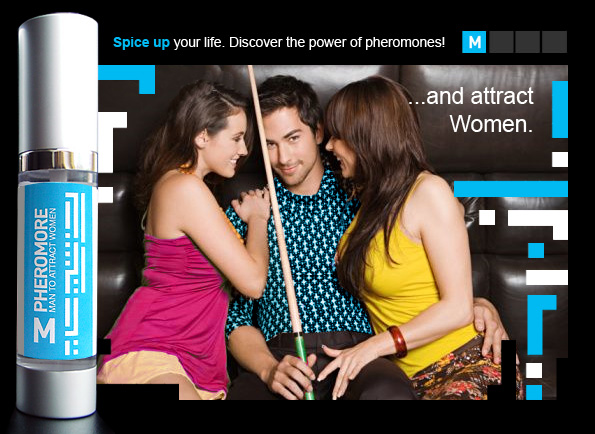 Spice up your life. Discover the power of pheromones!
M
...and attract
Women.
M PHEROMORE
MAN TO ATTRACT WOMEN